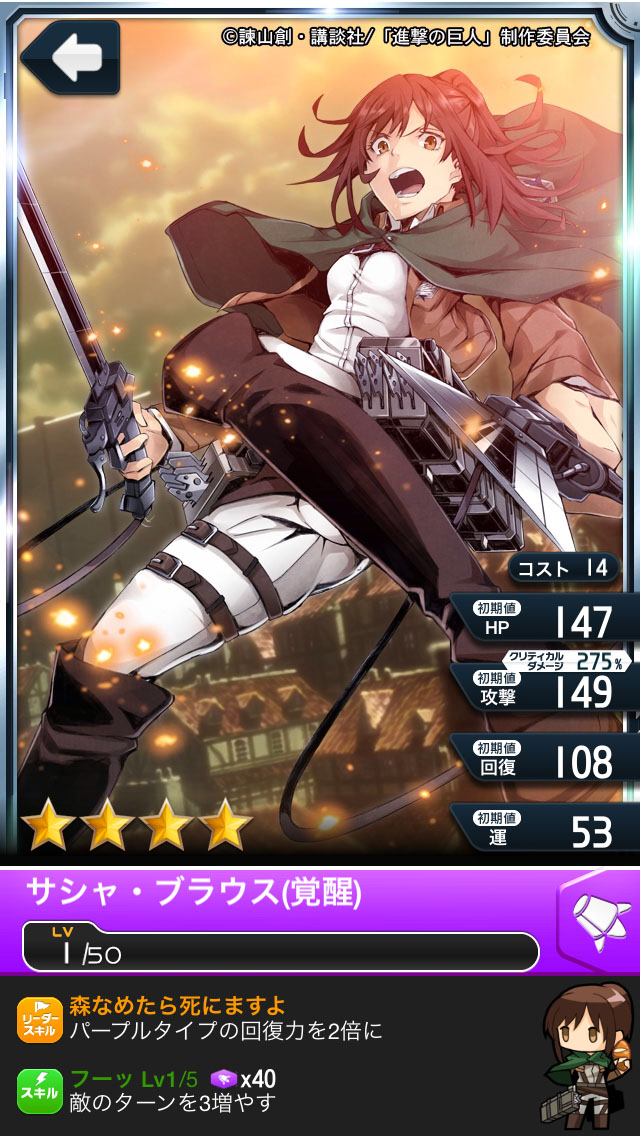 ©諫山創・講談社/「進撃の巨人」制作委員会
コスト 14
初期値
HP 147
クリティカル
ダメージ 275%
初期値
攻撃 149
初期値
回復 108
初期値
運 53
サシャ・ブラウス(覚醒)
LV
1/50
リーダー
スキル
森なめたら死にますよ
パープルタイプの回復力を2倍に
スキル
フーッ Lv1/5 x40
敵のターンを3増やす